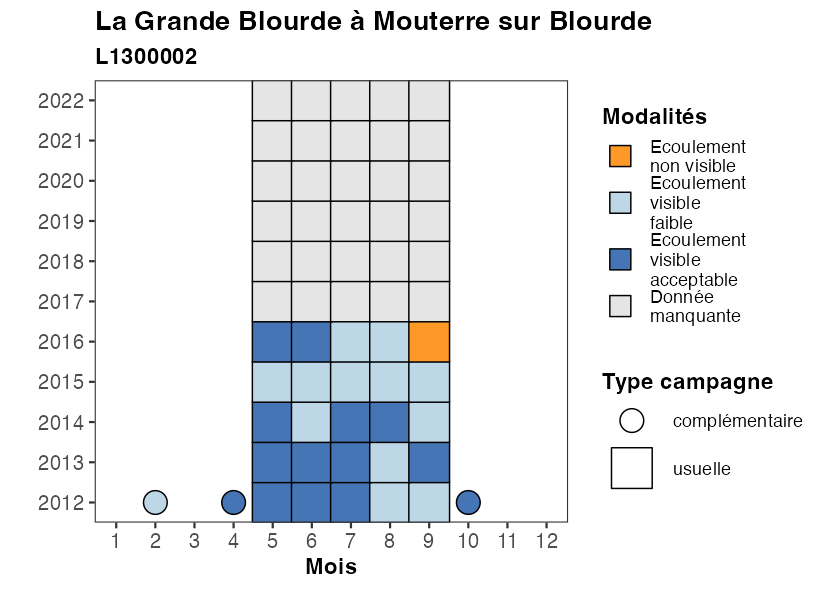 La Grande Blourde à Mouterre sur Blourde
L1300002
2022
2021
2020
2019
2018
2017
2016
2015
2014
2013
2012
1 2 3 4 5 6 7 8 9 10 11 12
Mois
Modalités
Ecoulement
non visible
Ecoulement
visible
faible
Ecoulement
visible
acceptable
Donnée
manquante
Type campagne
complémentaire
usuelle